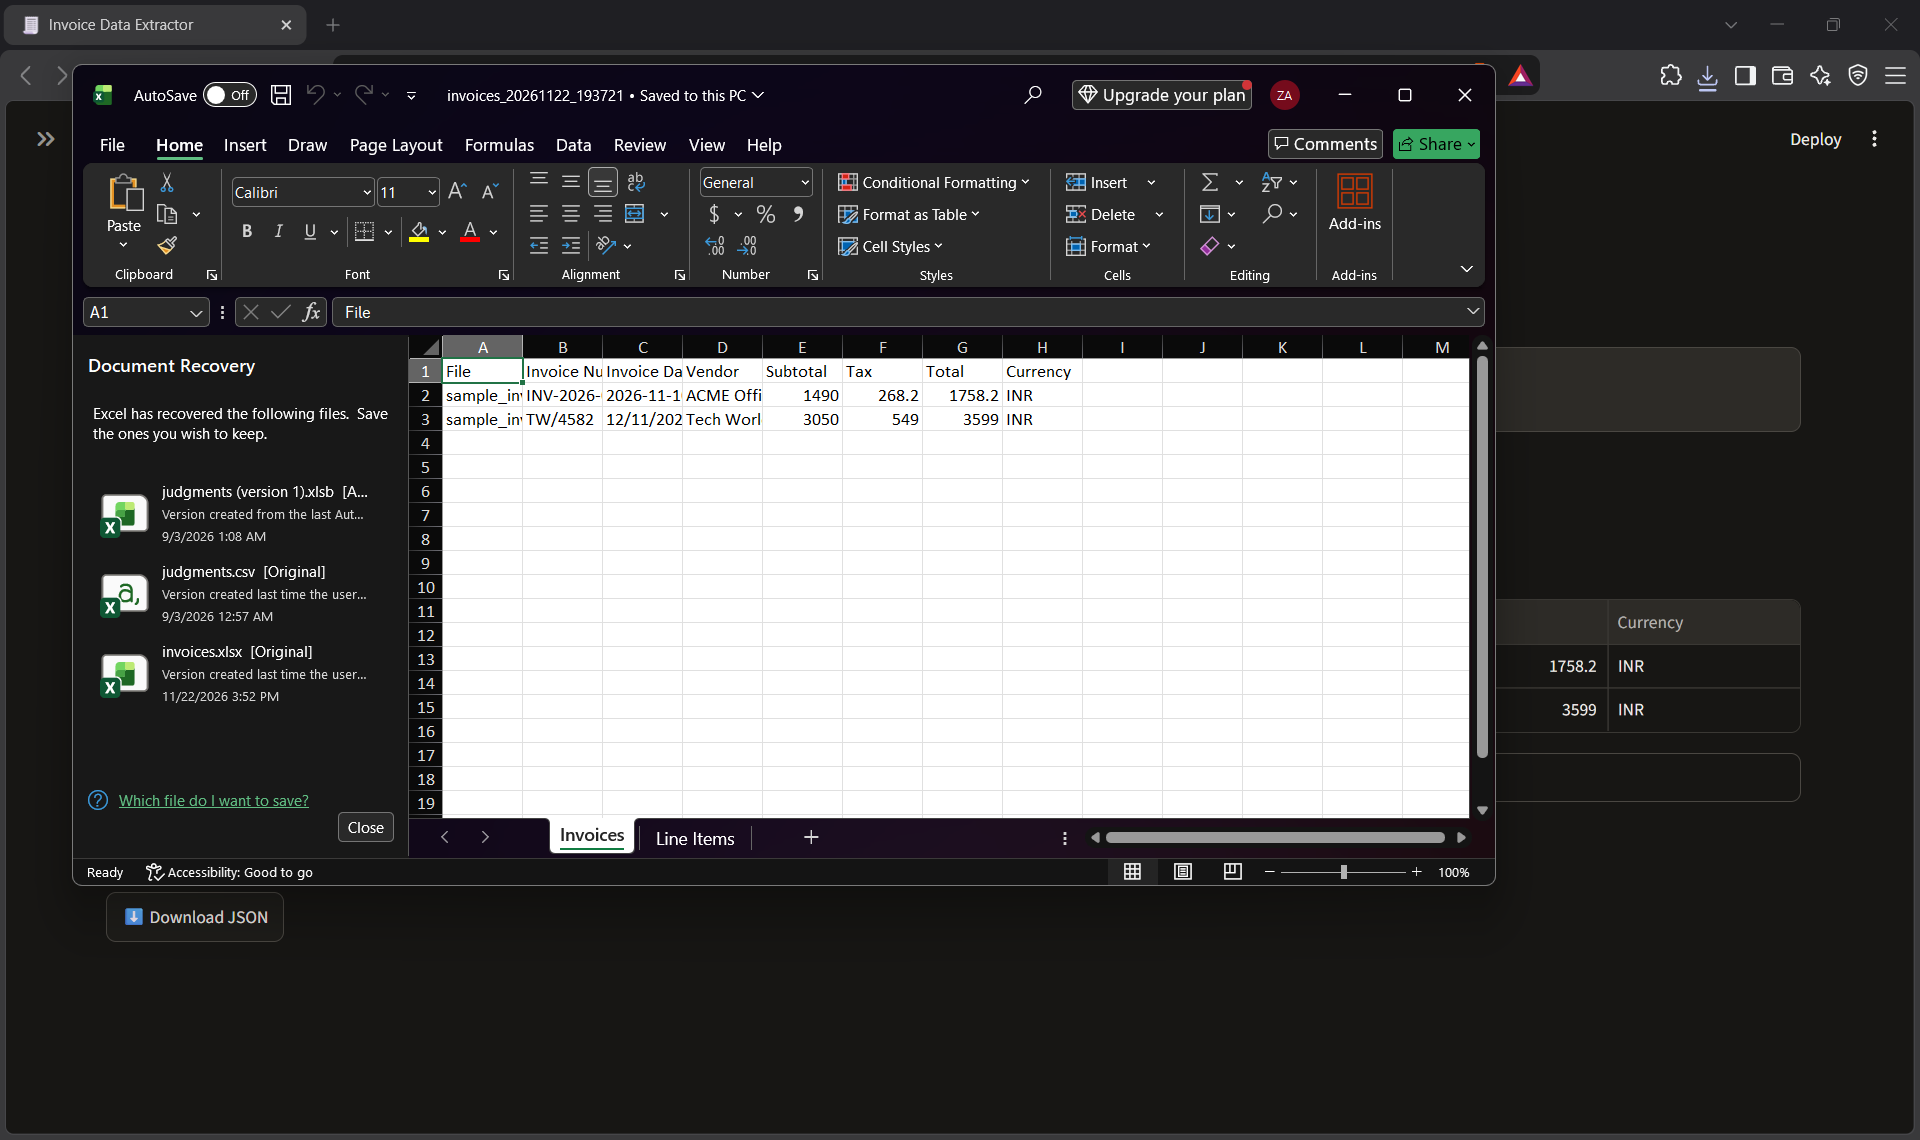 Invoice Data Extractor
AutoSave Off invoices_20261122_193721 • Saved to this PC Upgrade your plan ZA
Deploy
File Home Insert Draw Page Layout Formulas Data Review View Help Comments Share
Paste Calibri 11 ab General Conditional Formatting Insert
Format as Table Delete Add-ins
B I U A Cell Styles Format
Clipboard Font Alignment Number Styles Cells Editing Add-ins
A1 fx File
Document Recovery
Excel has recovered the following files. Save
the ones you wish to keep.
judgments (version 1).xlsb [A...
Version created from the last Aut...
9/3/2026 1:08 AM
judgments.csv [Original]
Version created last time the user...
9/3/2026 12:57 AM
invoices.xlsx [Original]
Version created last time the user...
11/22/2026 3:52 PM
Which file do I want to save?
Close
A B C D E F G H I J K L M
1 File Invoice Nu Invoice Da Vendor Subtotal Tax Total Currency
2 sample_in INV-2026- 2026-11-1 ACME Offi 1490 268.2 1758.2 INR
3 sample_in TW/4582 12/11/202 Tech Worl 3050 549 3599 INR
4
5
6
7
8
9
10
11
12
13
14
15
16
17
18
19
Currency
1758.2 INR
3599 INR
Invoices Line Items
Ready Accessibility: Good to go 100%
Download JSON